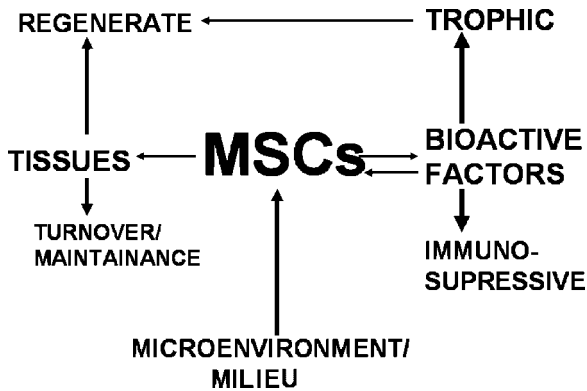 REGENERATE
TROPHIC
TISSUES
MSCs
BIOACTIVE
FACTORS
TURNOVER/
MAINTAINANCE
IMMUNO-
SUPRESSIVE
MICROENVIRONMENT/
MILIEU